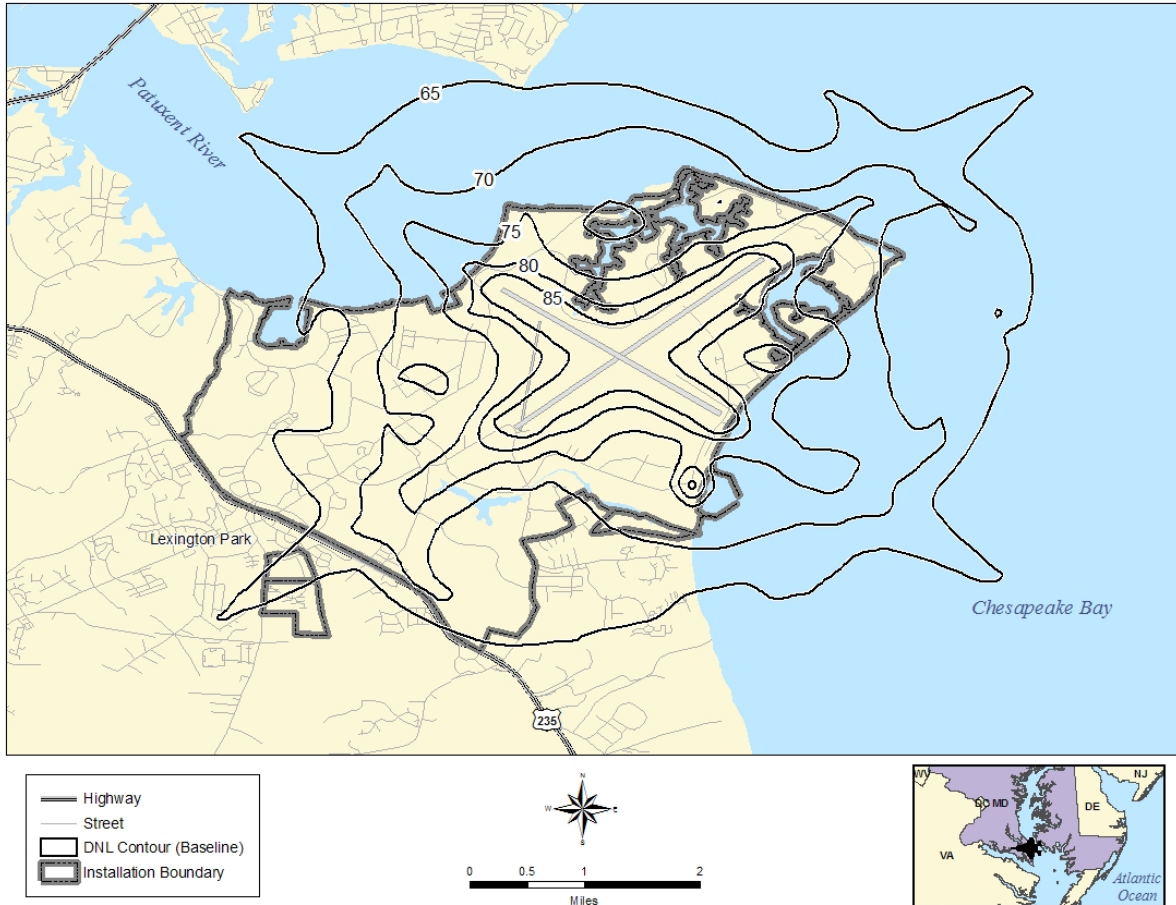 65
Patuxent River
70
75
80
85
Lexington Park
Chesapeake Bay
235
Highway
Street
DNL Contour (Baseline)
Installation Boundary
N
W
E
S
0 0.5 1 2
Miles
WV
DC MD
NJ
DE
VA
Atlantic
Ocean